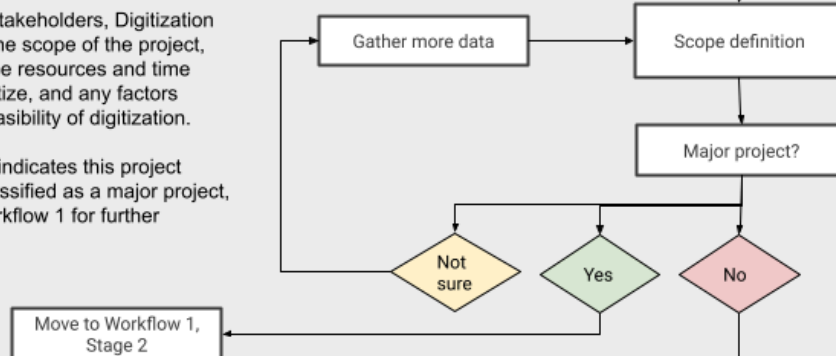 takeholders, Digitization
ne scope of the project,
e resources and time
tize, and any factors
asibility of digitization.
indicates this project
ssified as a major project,
rkflow 1 for further
Gather more data
Scope definition
Major project?
Not
sure
Yes
No
Move to Workflow 1,
Stage 2